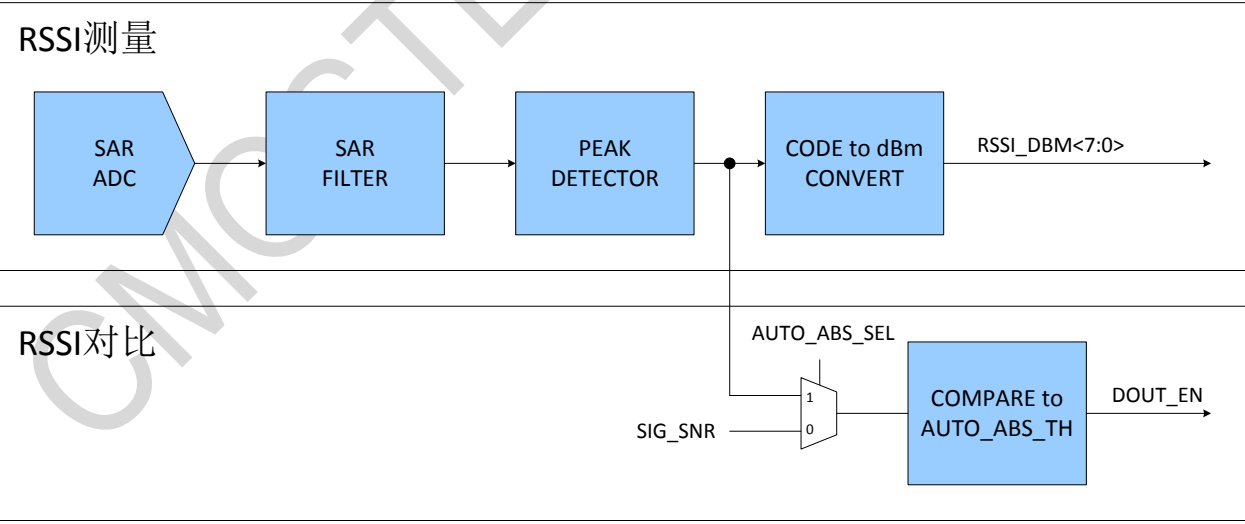 RSSI测量
SAR
ADC
SAR
FILTER
PEAK
DETECTOR
CODE to dBm
CONVERT
RSSI_DBM<7:0>
RSSI对比
AUTO_ABS_SEL
1
0
SIG_SNR
COMPARE to
AUTO_ABS_TH
DOUT_EN